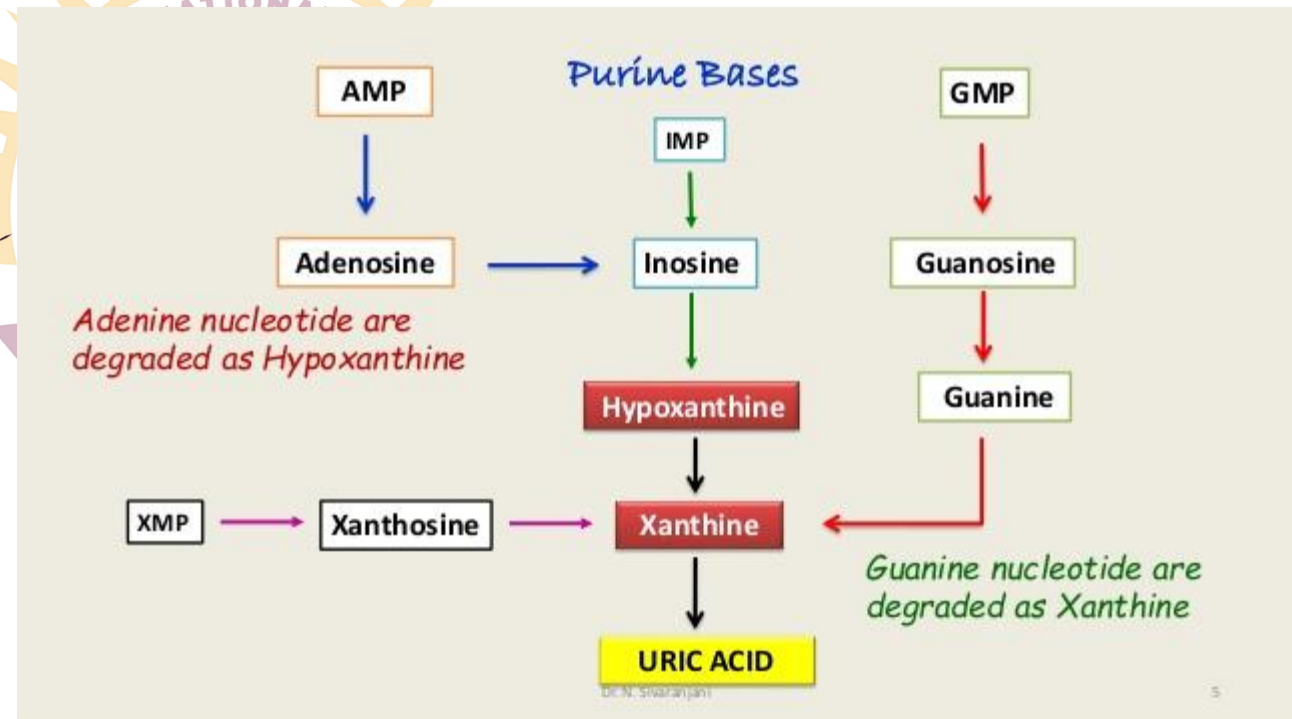 ATIONA
Purine Bases
AMP
GMP
IMP
Adenosine
Inosine
Guanosine
Adenine nucleotide are
degraded as Hypoxanthine
Hypoxanthine
Guanine
XMP
Xanthosine
Xanthine
Guanine nucleotide are
degraded as Xanthine
URIC ACID
Dr. N. Sivaranjani
5